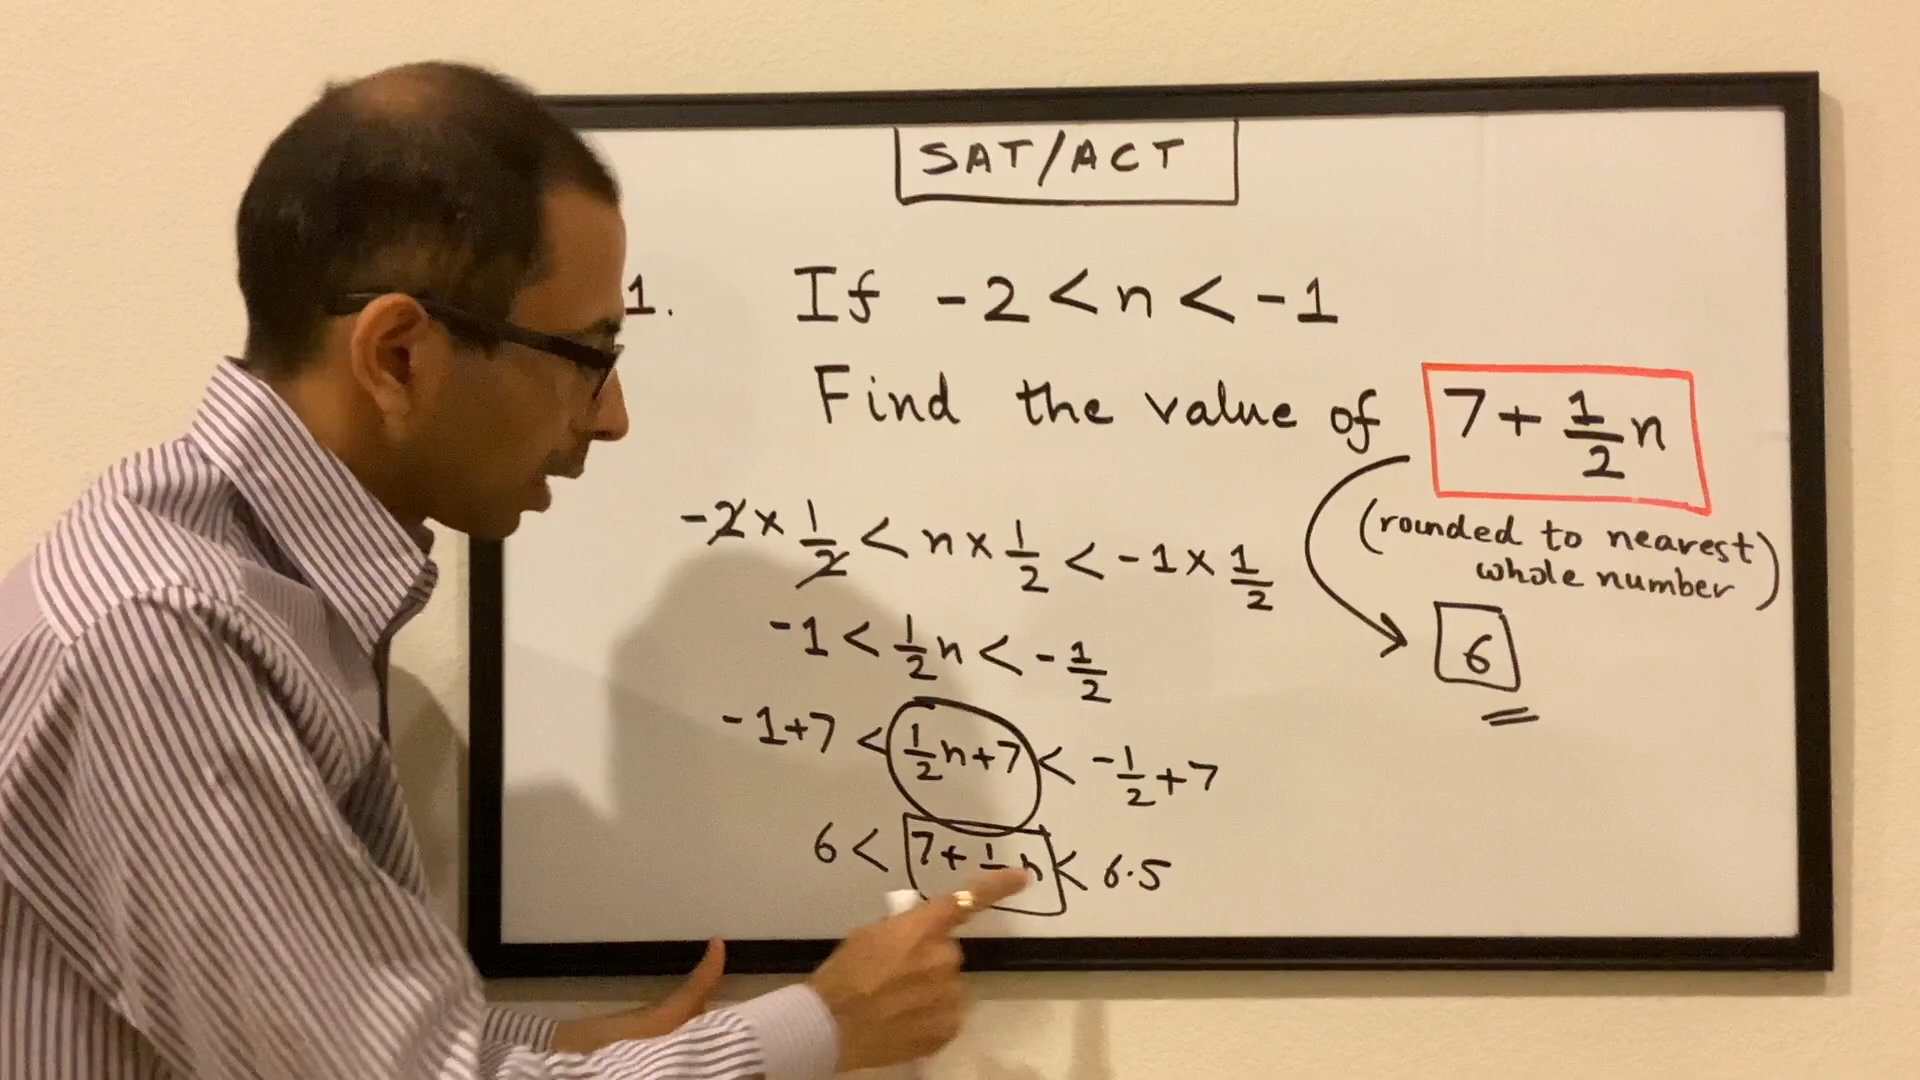 SAT/ACT
1. If -2 < n < -1
Find the value of 7 + 1/2 n
(rounded to nearest whole number)
6
-2 × 1/2 < n × 1/2 < -1 × 1/2
-1 < 1/2 n < -1/2
-1+7 < 1/2 n+7 < -1/2+7
6 < 7+ 1 n < 6.5